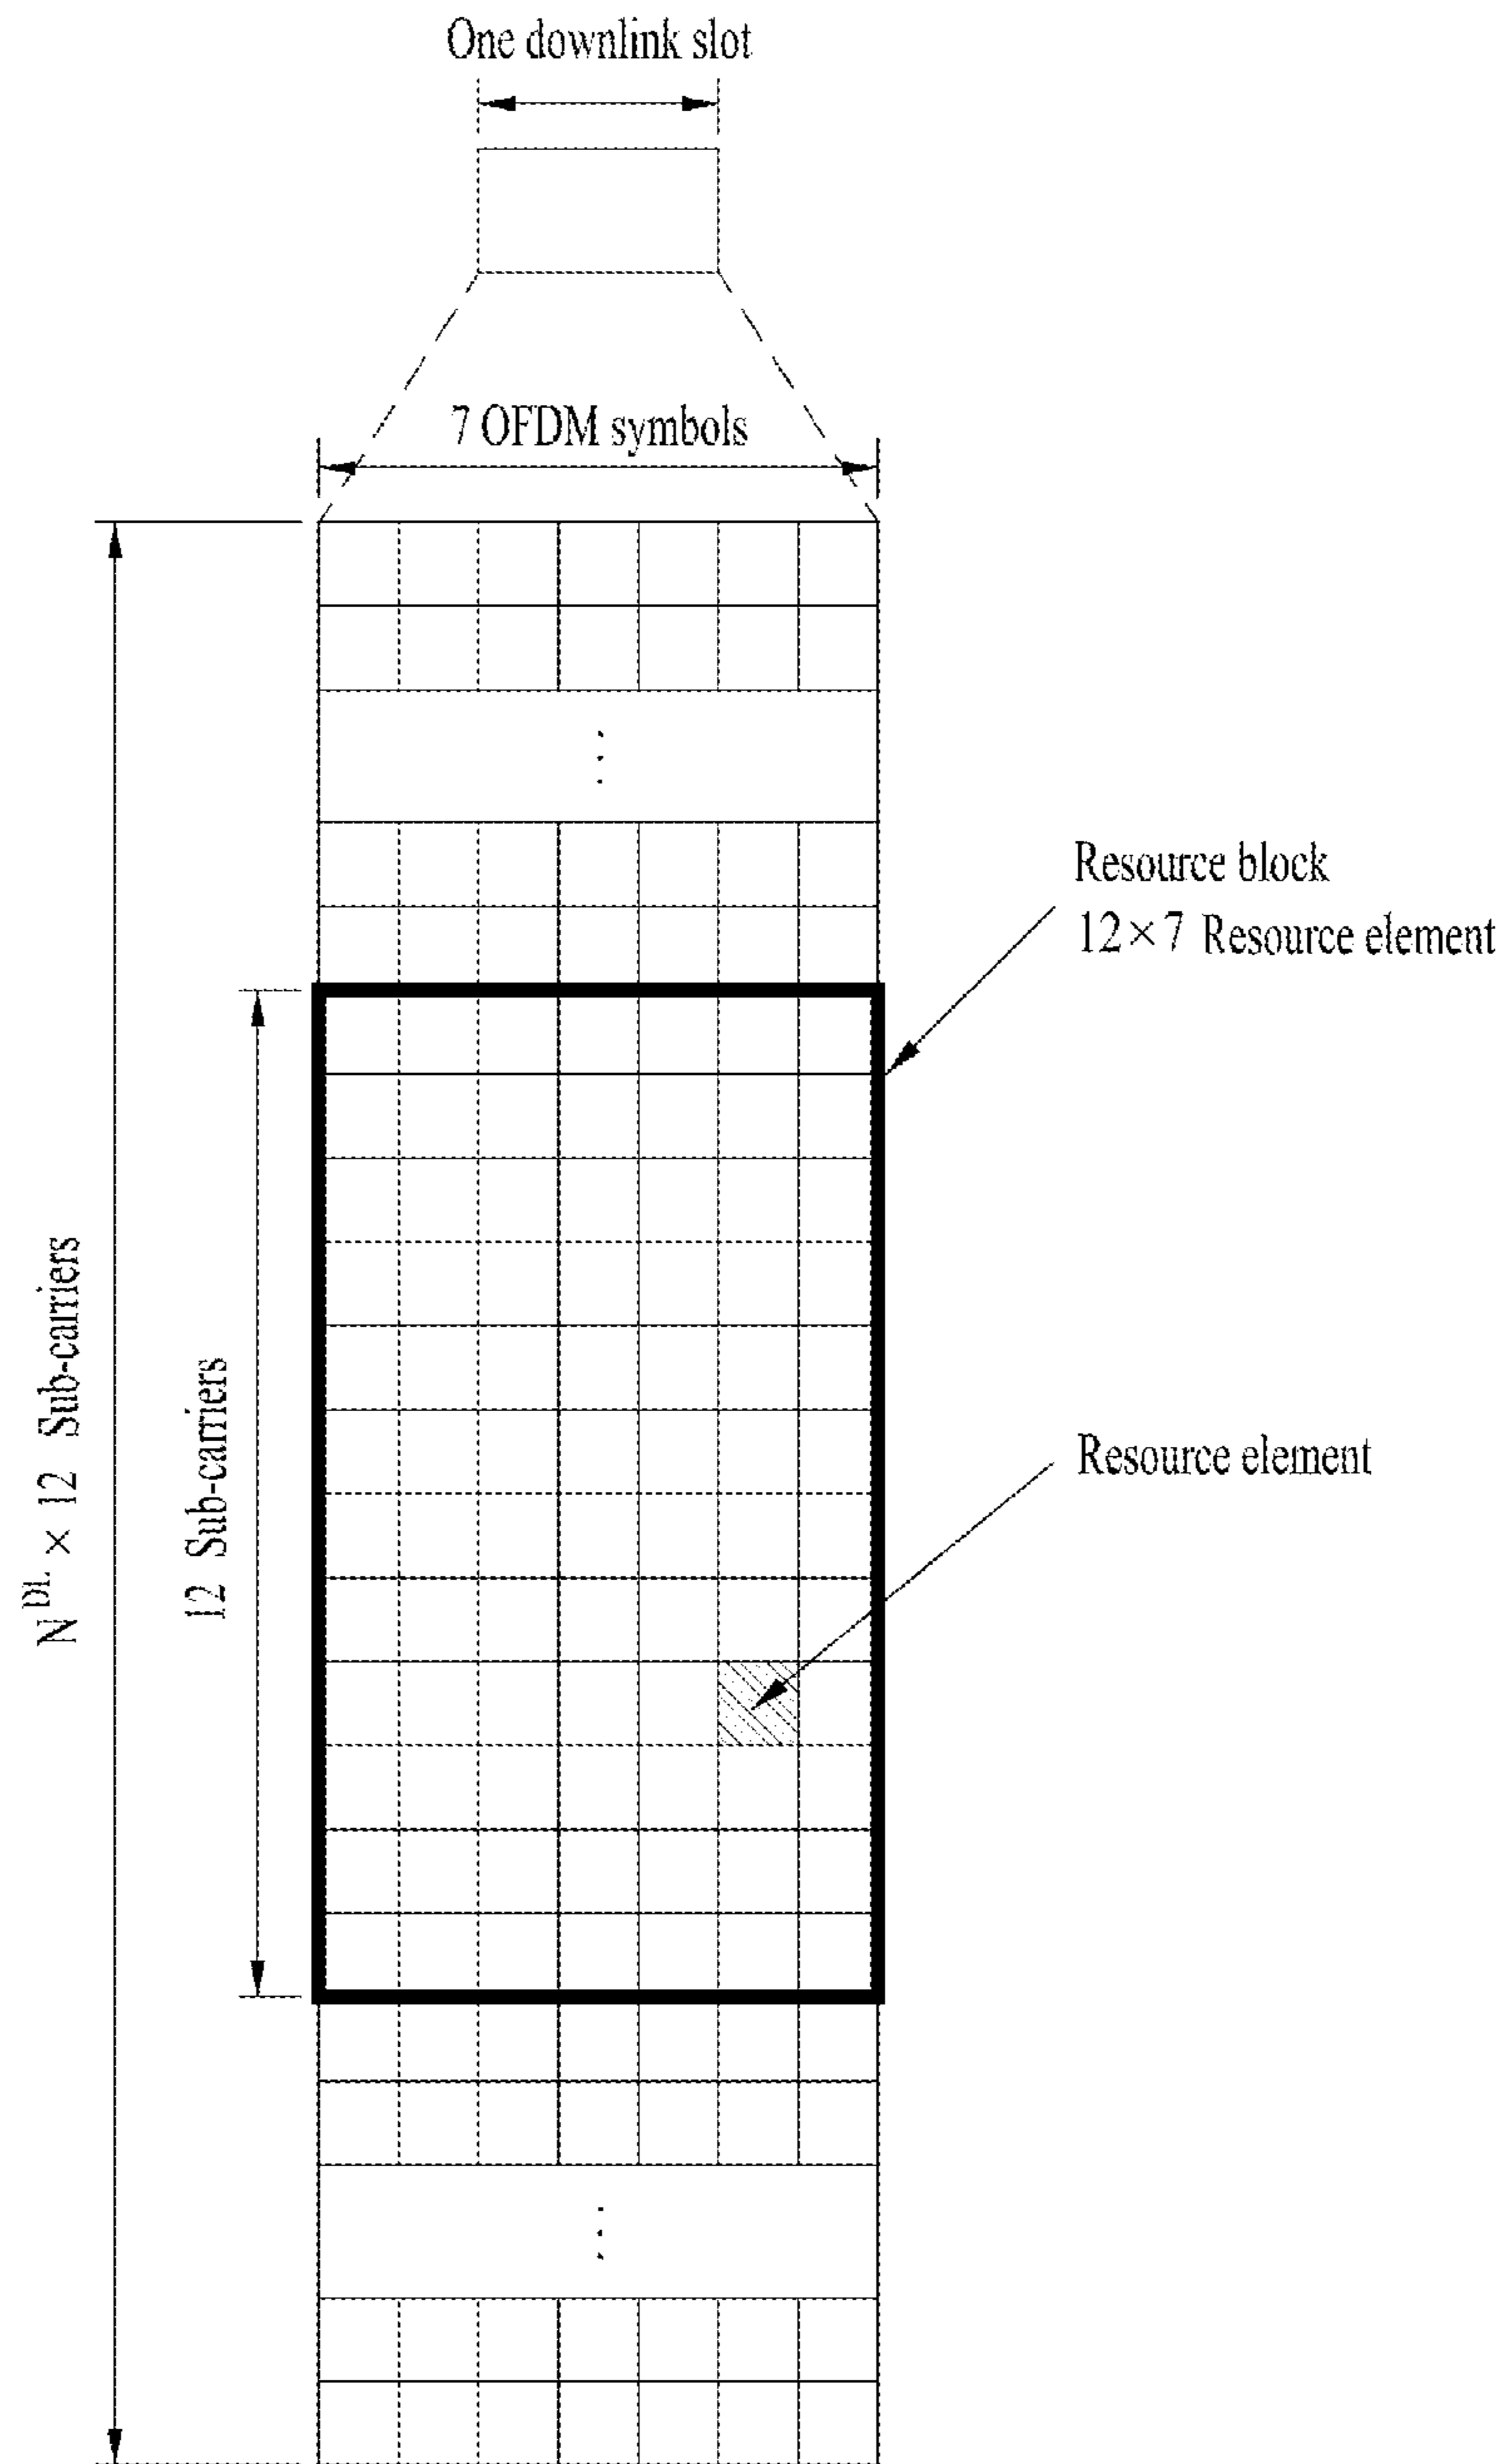 One downlink slot
7 OFDM symbols
Resource block
12×7 Resource element
N^DL × 12 Sub-carriers
12 Sub-carriers
Resource element